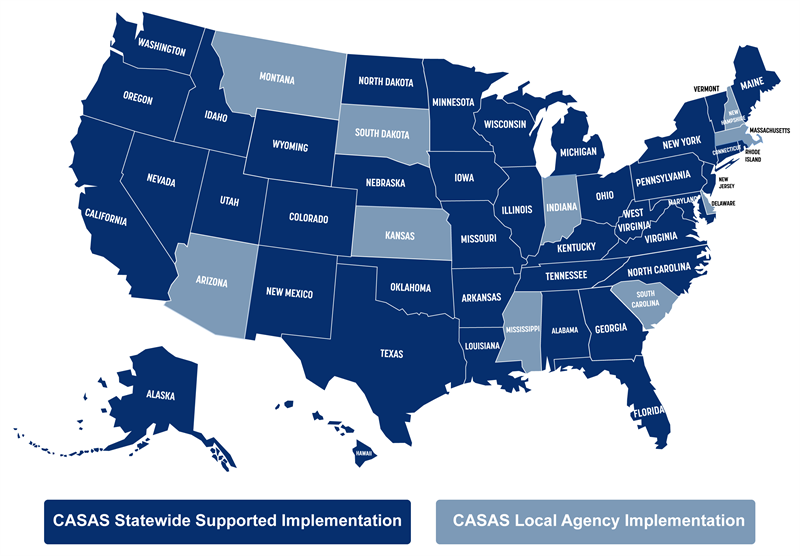 WASHINGTON
MONTANA
NORTH DAKOTA
MINNESOTA
VERMONT
MAINE
OREGON
IDAHO
SOUTH DAKOTA
WISCONSIN
MICHIGAN
NEW YORK
NEW
HAMPSHIRE
MASSACHUSETTS
CONNECTICUT
RHODE
ISLAND
WYOMING
NEBRASKA
IOWA
ILLINOIS
INDIANA
OHIO
PENNSYLVANIA
NEW
JERSEY
MARYLAND
DELAWARE
NEVADA
UTAH
COLORADO
KANSAS
MISSOURI
KENTUCKY
WEST
VIRGINIA
VIRGINIA
CALIFORNIA
ARIZONA
NEW MEXICO
OKLAHOMA
ARKANSAS
TENNESSEE
NORTH CAROLINA
SOUTH
CAROLINA
TEXAS
LOUISIANA
MISSISSIPPI
ALABAMA
GEORGIA
FLORIDA
ALASKA
HAWAII
CASAS Statewide Supported Implementation
CASAS Local Agency Implementation